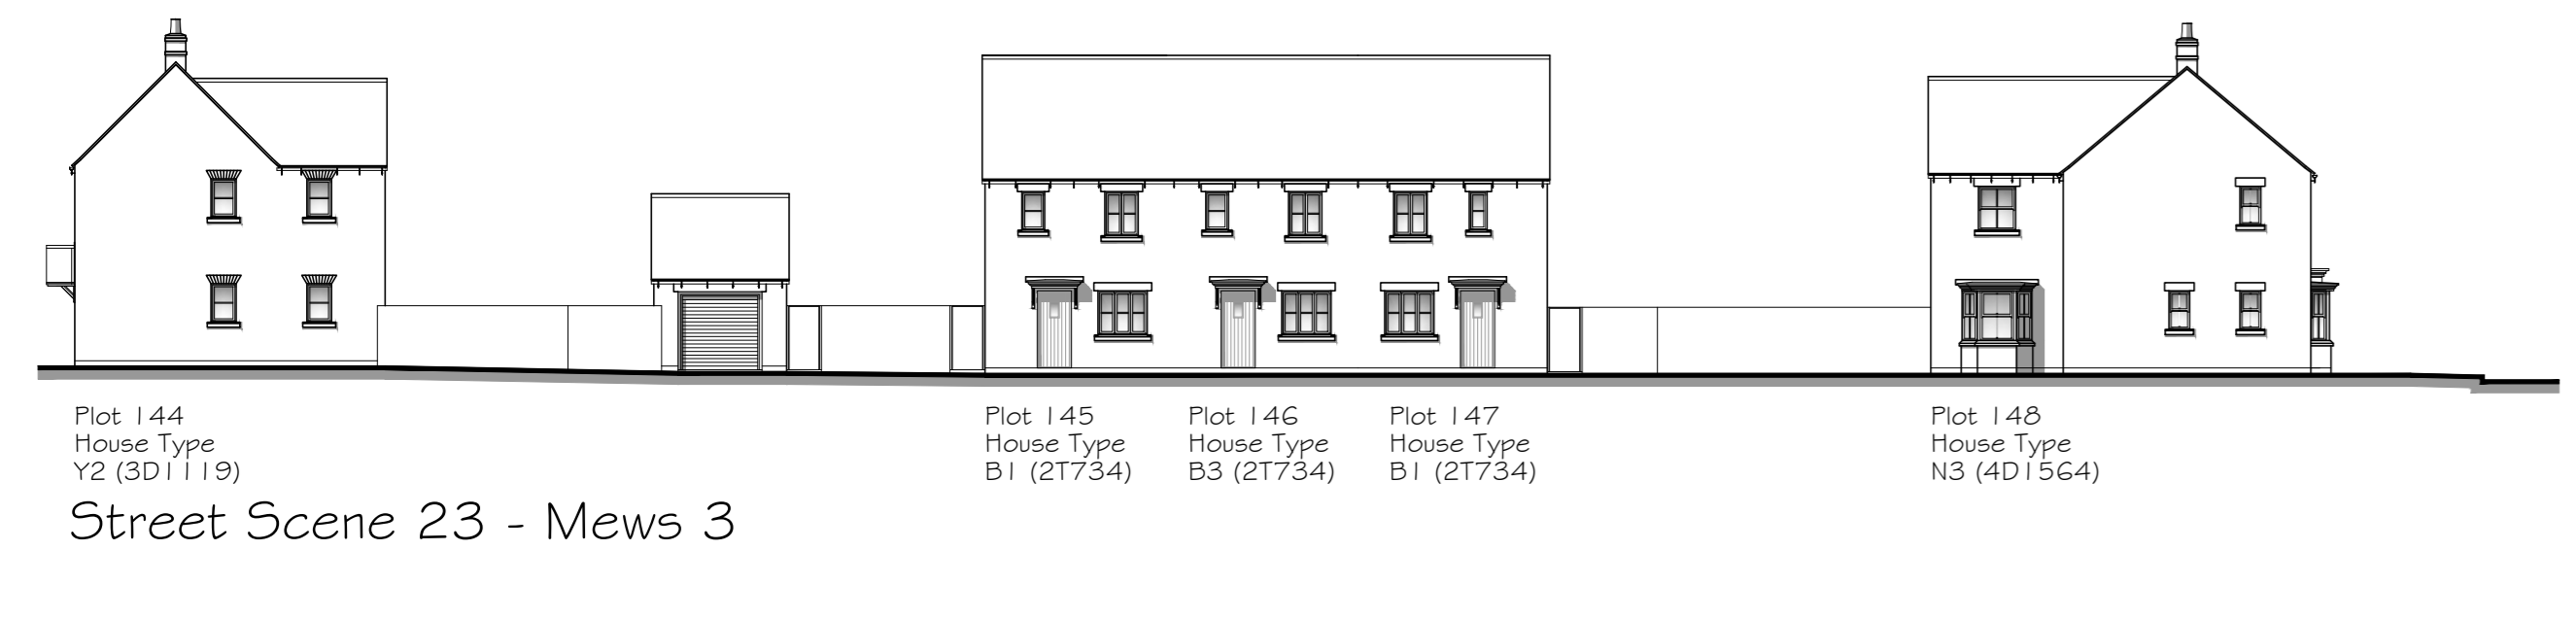 Plot 144
House Type
Y2 (3D1119)
Plot 145
House Type
B1 (2T734)
Plot 146
House Type
B3 (2T734)
Plot 147
House Type
B1 (2T734)
Plot 148
House Type
N3 (4D1564)
Street Scene 23 - Mews 3